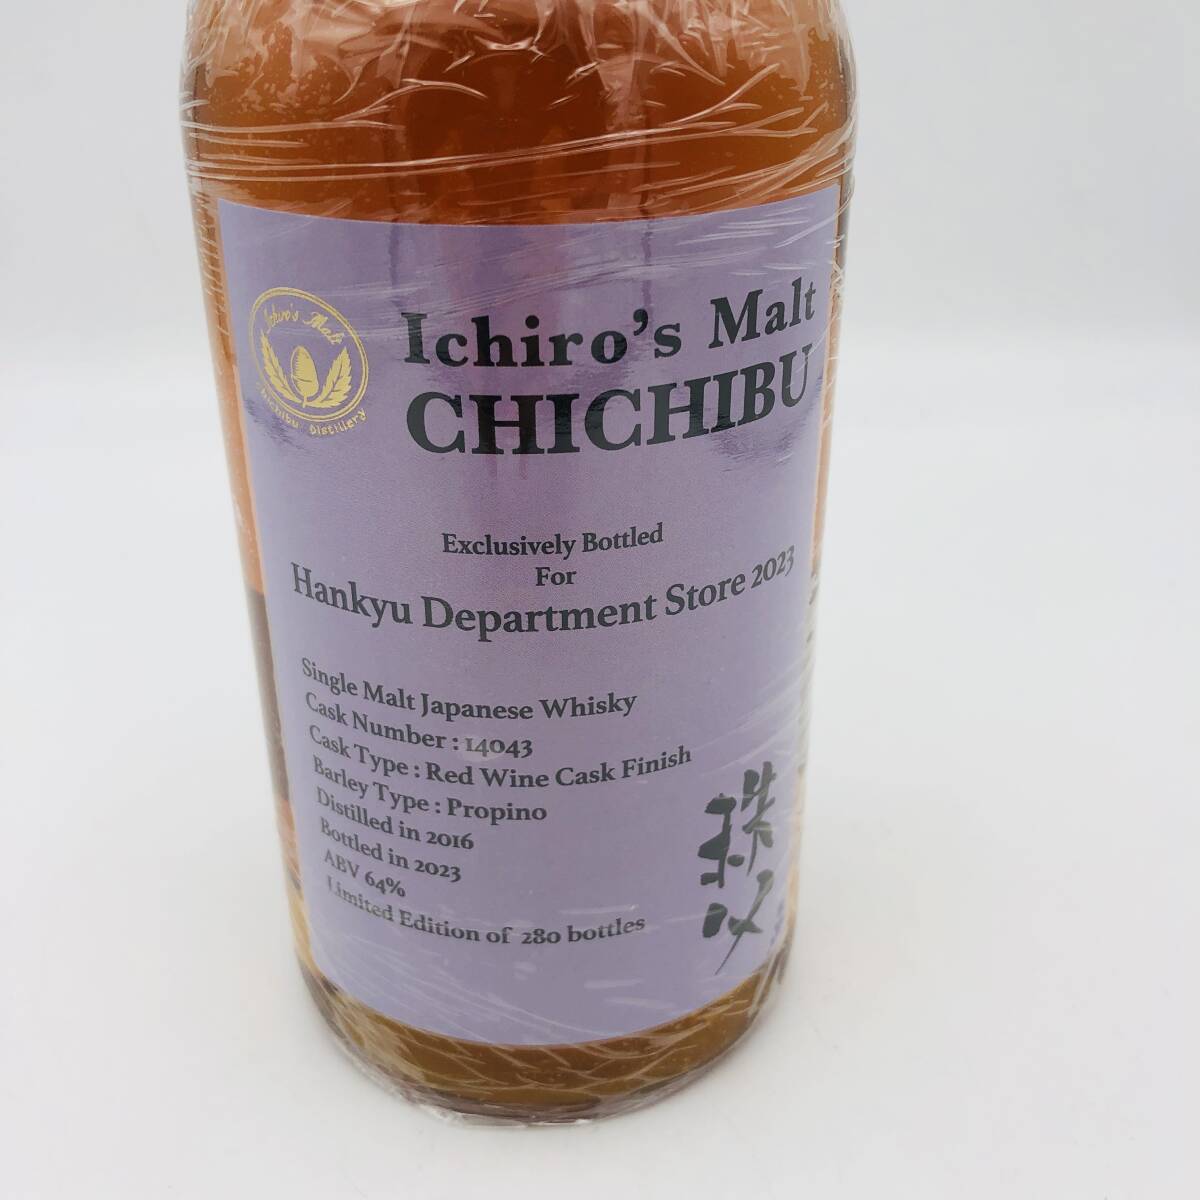 Ichiro's Malt
Chichibu Distillery
Ichiro's Malt
CHICHIBU
Exclusively Bottled
For
Hankyu Department Store 2023
Single Malt Japanese Whisky
Cask Number : 14043
Cask Type : Red Wine Cask Finish
Barley Type : Propino
Distilled in 2016
Bottled in 2023
ABV 64%
Limited Edition of 280 bottles
秩父